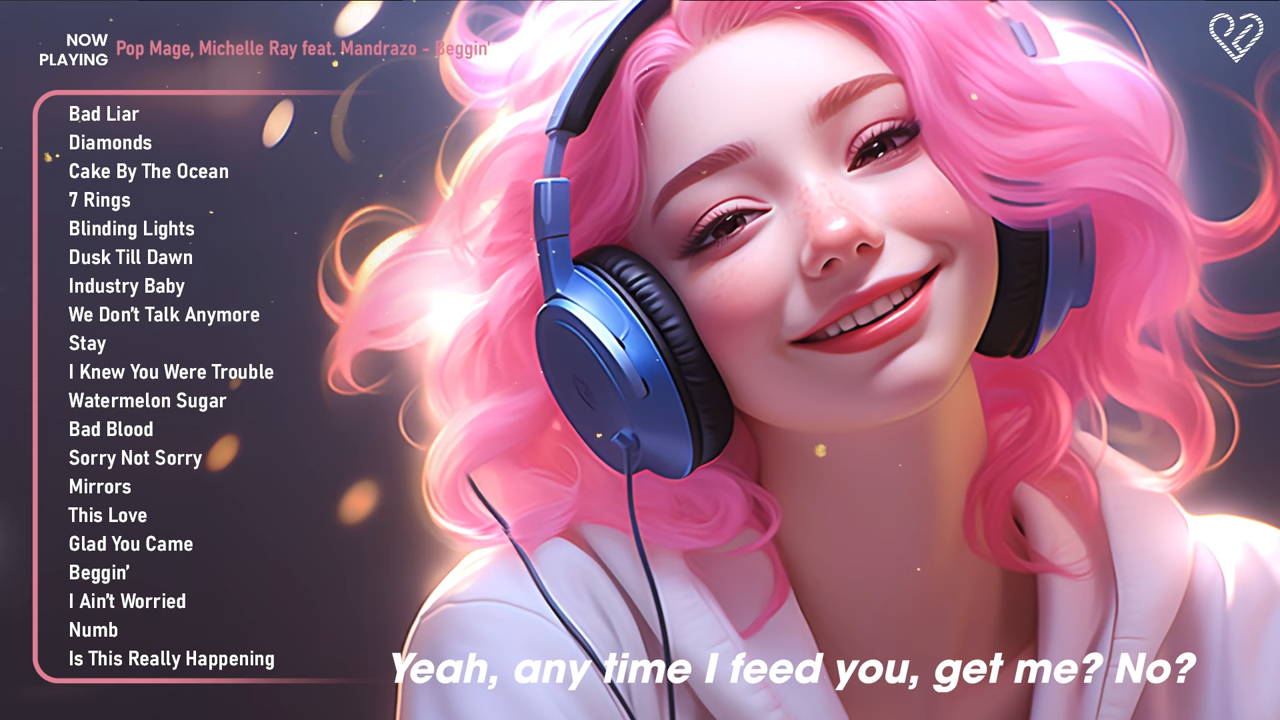 NOW
PLAYING
Pop Mage, Michelle Ray feat. Mandrazo - Beggin'
Bad Liar
Diamonds
Cake By The Ocean
7 Rings
Blinding Lights
Dusk Till Dawn
Industry Baby
We Don't Talk Anymore
Stay
I Knew You Were Trouble
Watermelon Sugar
Bad Blood
Sorry Not Sorry
Mirrors
This Love
Glad You Came
Beggin'
I Ain't Worried
Numb
Is This Really Happening
Yeah, any time I feed you, get me? No?